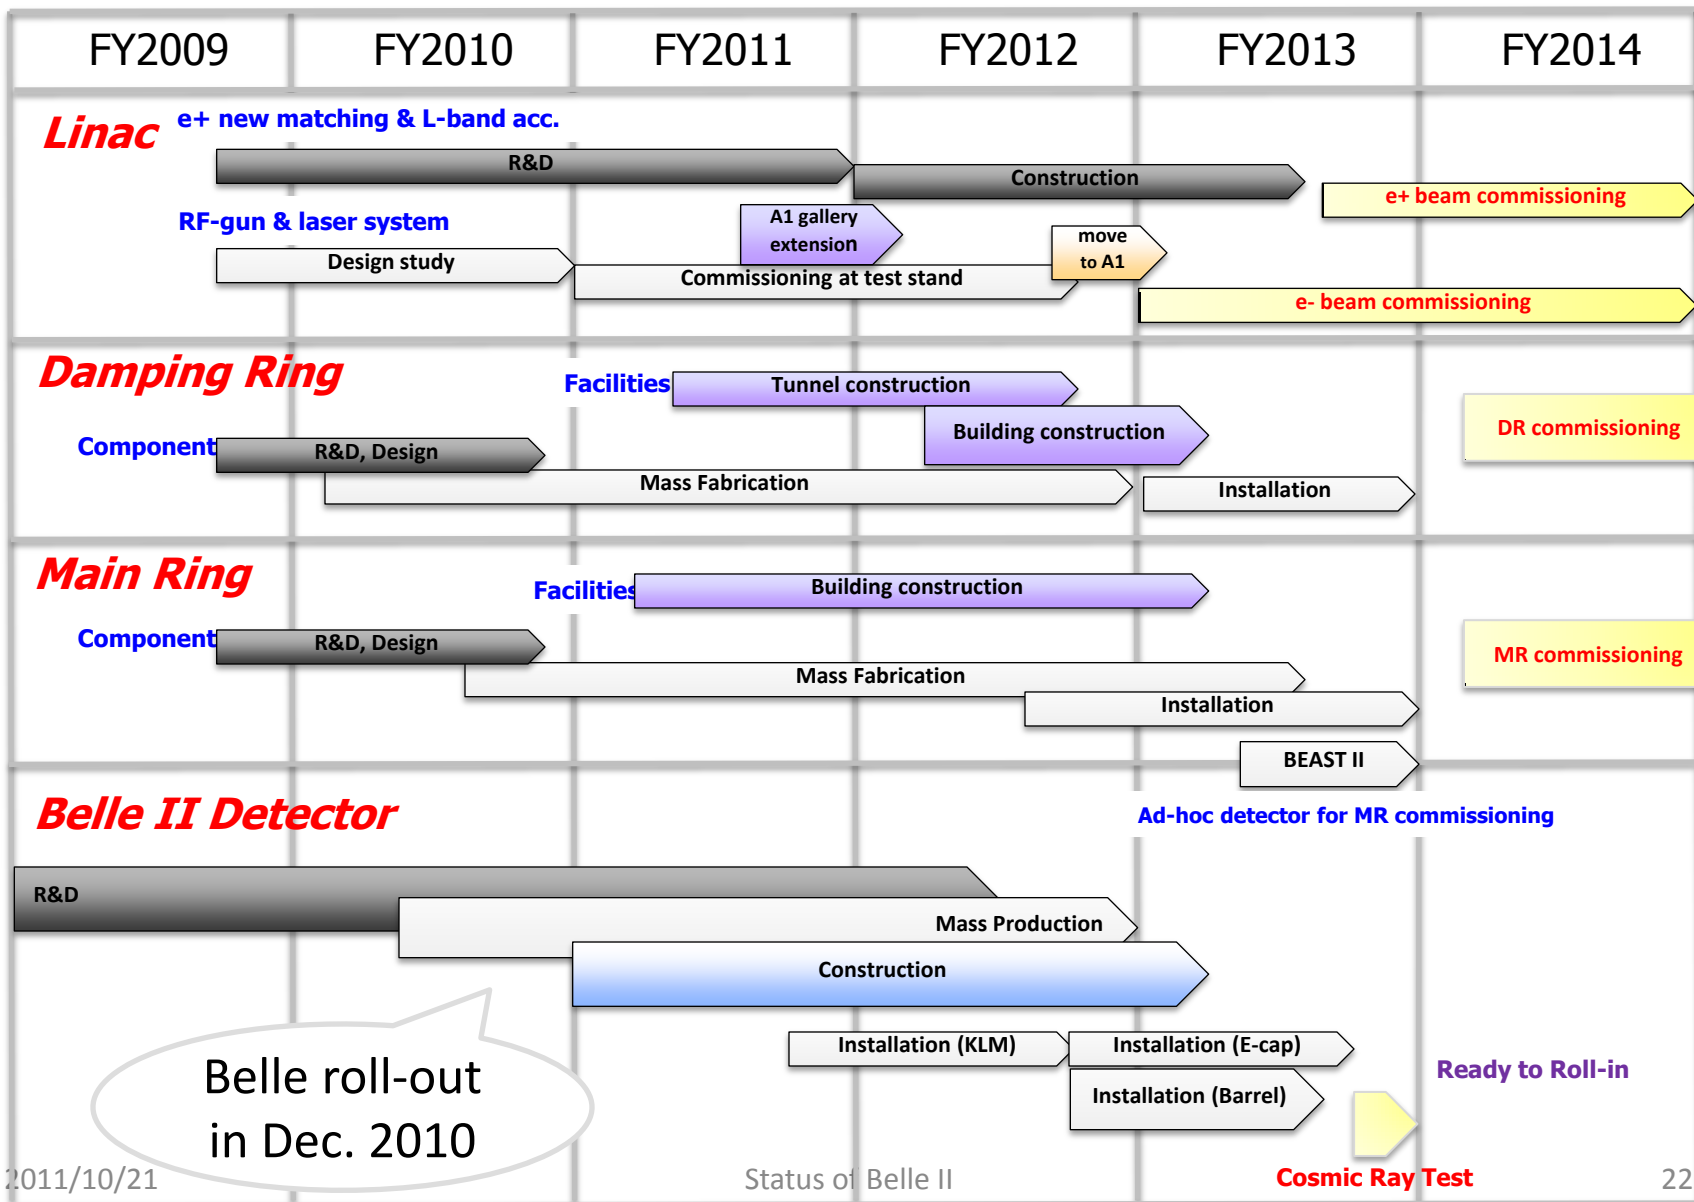 FY2009 FY2010 FY2011 FY2012 FY2013 FY2014
Linac
e+ new matching & L-band acc.
R&D
Construction
e+ beam commissioning
RF-gun & laser system
A1 gallery
extension
move
to A1
Design study
Commissioning at test stand
e- beam commissioning
Damping Ring
Facilities
Tunnel construction
Building construction
DR commissioning
Component
R&D, Design
Mass Fabrication
Installation
Main Ring
Facilities
Building construction
Component
R&D, Design
MR commissioning
Mass Fabrication
Installation
BEAST II
Belle II Detector
Ad-hoc detector for MR commissioning
R&D
Mass Production
Construction
Installation (KLM)
Installation (E-cap)
Ready to Roll-in
Installation (Barrel)
Belle roll-out
in Dec. 2010
2011/10/21
Status of Belle II
Cosmic Ray Test
22